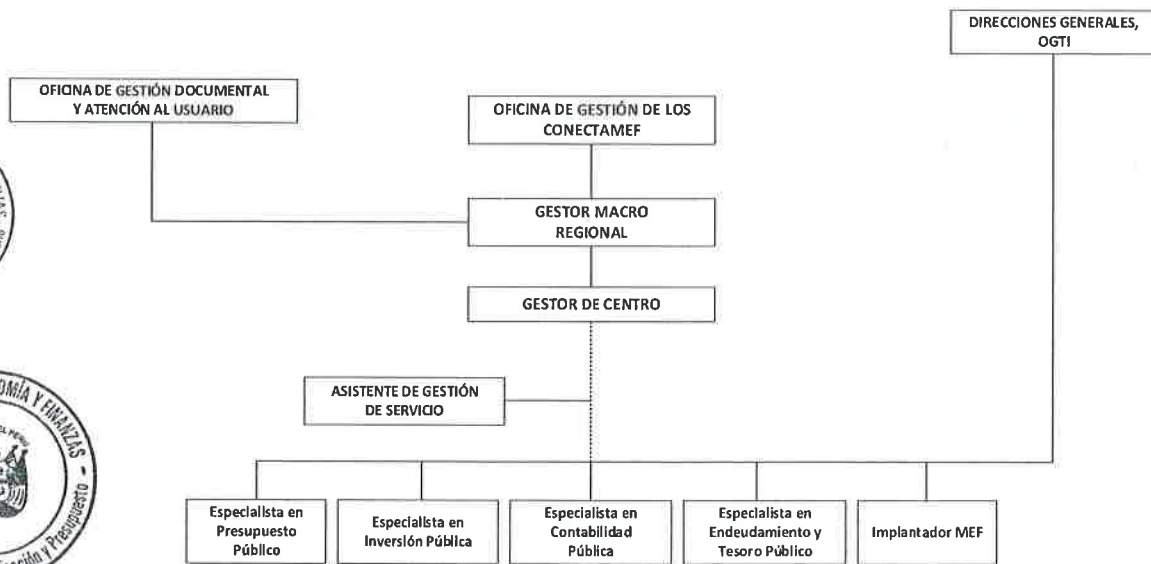 DIRECCIONES GENERALES,
OGTI
OFICINA DE GESTIÓN DOCUMENTAL
Y ATENCIÓN AL USUARIO
OFICINA DE GESTIÓN DE LOS
CONECTAMEF
GESTOR MACRO
REGIONAL
GESTOR DE CENTRO
ASISTENTE DE GESTIÓN
DE SERVICIO
Especialista en
Presupuesto
Público
Especialista en
Inversión Pública
Especialista en
Contabilidad
Pública
Especialista en
Endeudamiento y
Tesoro Público
Implantador MEF
Y FINANZAS -
y Presupuesto